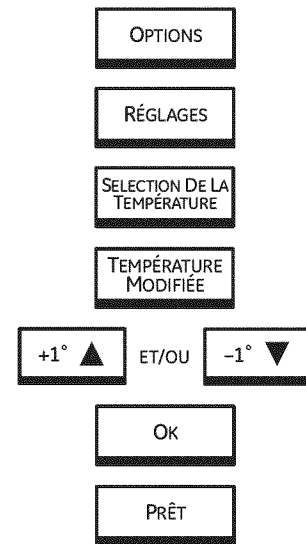 OPTIONS
RÉGLAGES
SELECTION DE LA
TEMPÉRATURE
TEMPÉRATURE
MODIFIÉE
+1° ▲ ET/OU –1° ▼
OK
PRÊT